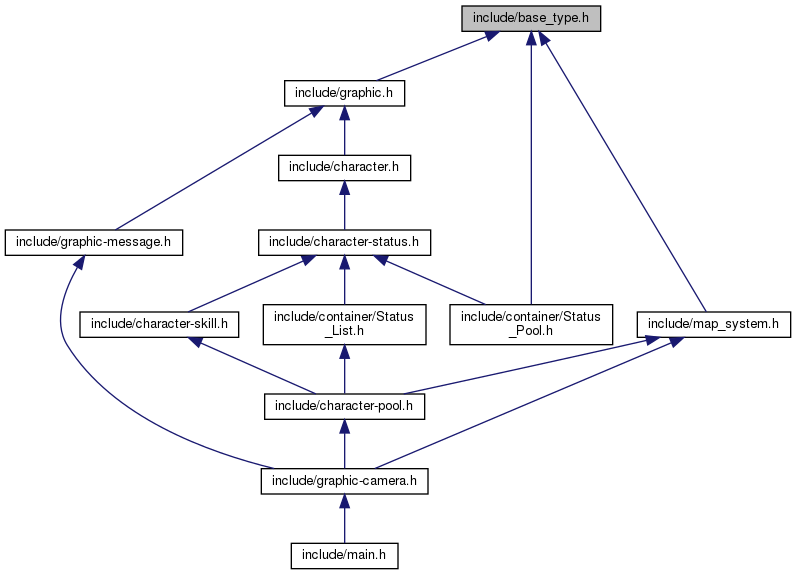 include/base_type.h
include/graphic.h
include/character.h
include/graphic-message.h
include/character-status.h
include/character-skill.h
include/container/Status
_List.h
include/container/Status
_Pool.h
include/map_system.h
include/character-pool.h
include/graphic-camera.h
include/main.h